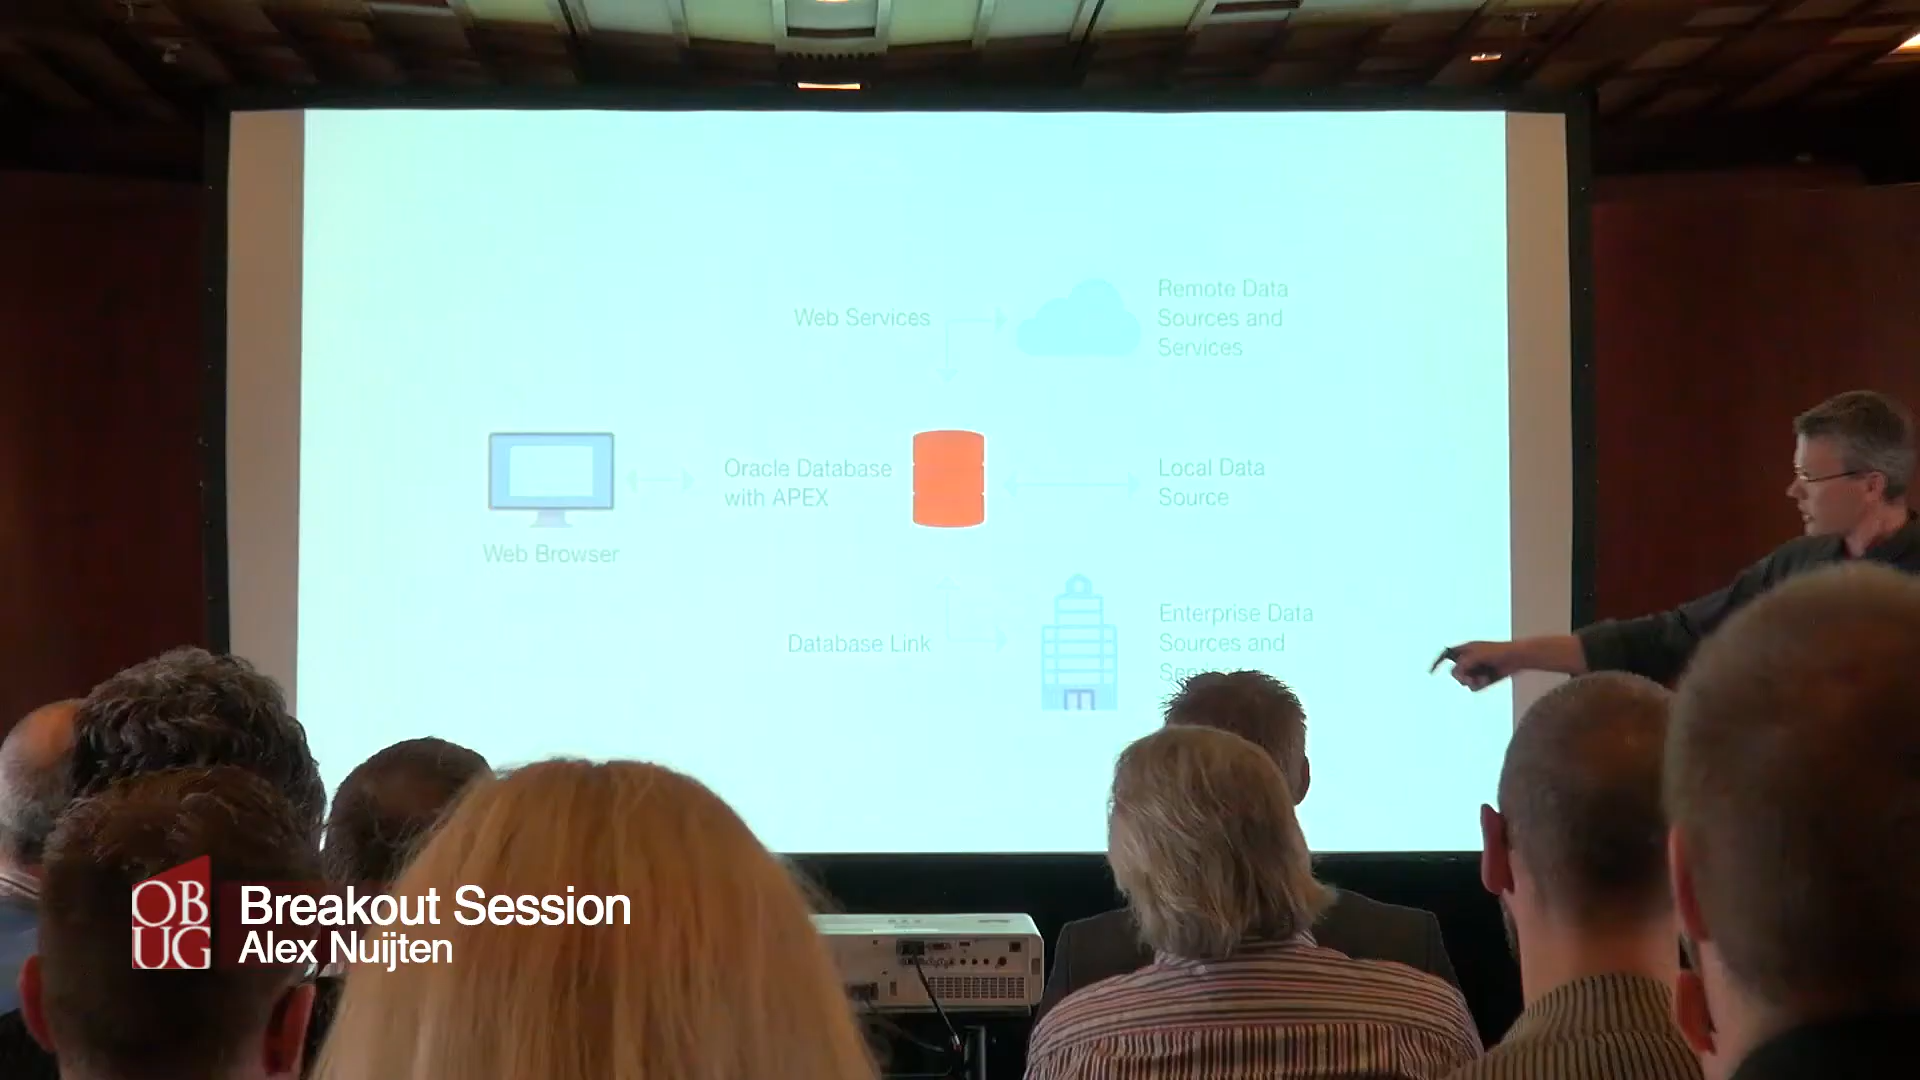 Remote Data
Web Services
Sources and
Services
Oracle Database
with APEX
Local Data
Source
Web Browser
Enterprise Data
Database Link
Sources and
OB
UG
Breakout Session
Alex Nuijten